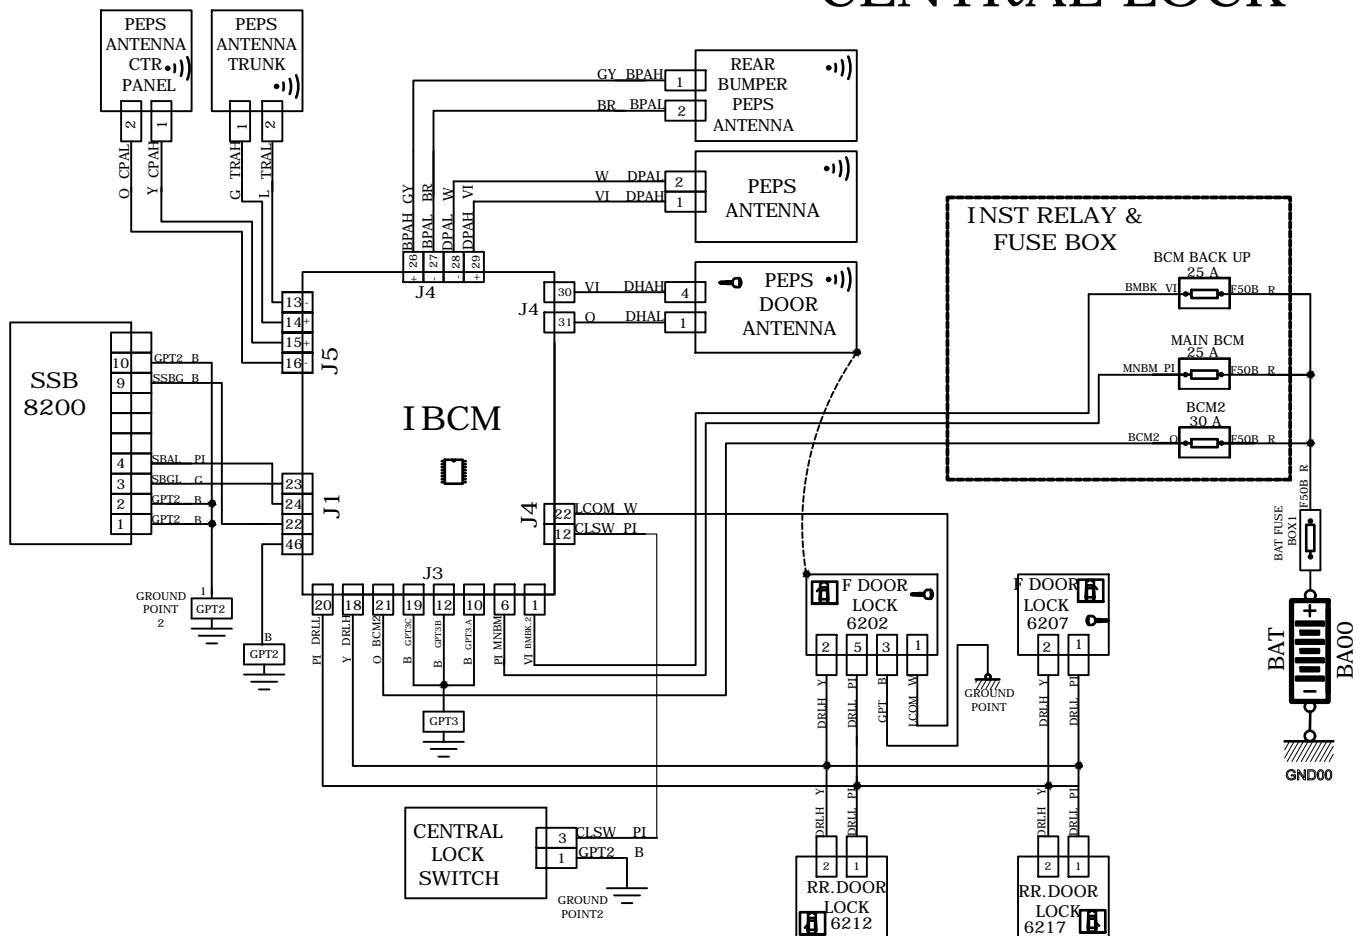 CENTRAL LOCK
PEPS
ANTENNA
CTR
PANEL
2
1
O CPAL
Y CPAH
PEPS
ANTENNA
TRUNK
1
2
G TRAH
L TRAL
GY BPAH
1
BR BPAL
2
REAR
BUMPER
PEPS
ANTENNA
W DPAL
2
VI DPAH
1
PEPS
ANTENNA
BPAH GY
BPAL BR
DPAL W
DPAH VI
26
27
28
29
+
-
-
+
J4
J4
30
VI DHAH
4
31
O DHAL
1
PEPS
DOOR
ANTENNA
13 -
14 +
15 +
16 -
J5
IBCM
INST RELAY &
FUSE BOX
BCM BACK UP
25 A
BMBK VI
F50B R
MAIN BCM
25 A
MNBM PI
F50B R
BCM2
30 A
BCM2 O
F50B R
F50B R
BAT FUSE
BOX1
BAT
BA00
+
-
GND00
SSB
8200
10
GPT2 B
9
SSBG B
4
SBAL PI
3
SBGL G
2
GPT2 B
1
GPT2 B
23
24
22
46
J1
GROUND
POINT
2
1
GPT2
B
GPT2
J4
22
LCOM W
12
CLSW PI
J3
20
18
21
19
12
10
6
1
PI DRLL
Y DRLH
O BCM2
B GPT3C
B GPT3B
B GPT3.A
PI MNBM
VI BMBK 2
GPT3
F DOOR
LOCK
6202
2
5
3
1
DRLH Y
DRLL PI
GPT B
LCOM W
GROUND
POINT
F DOOR
LOCK
6207
2
1
DRLH Y
DRLL PI
CENTRAL
LOCK
SWITCH
3
CLSW PI
1
GPT2 B
GROUND
POINT2
DRLH Y
DRLL PI
2
1
RR.DOOR
LOCK
6212
DRLH Y
DRLL PI
2
1
RR.DOOR
LOCK
6217